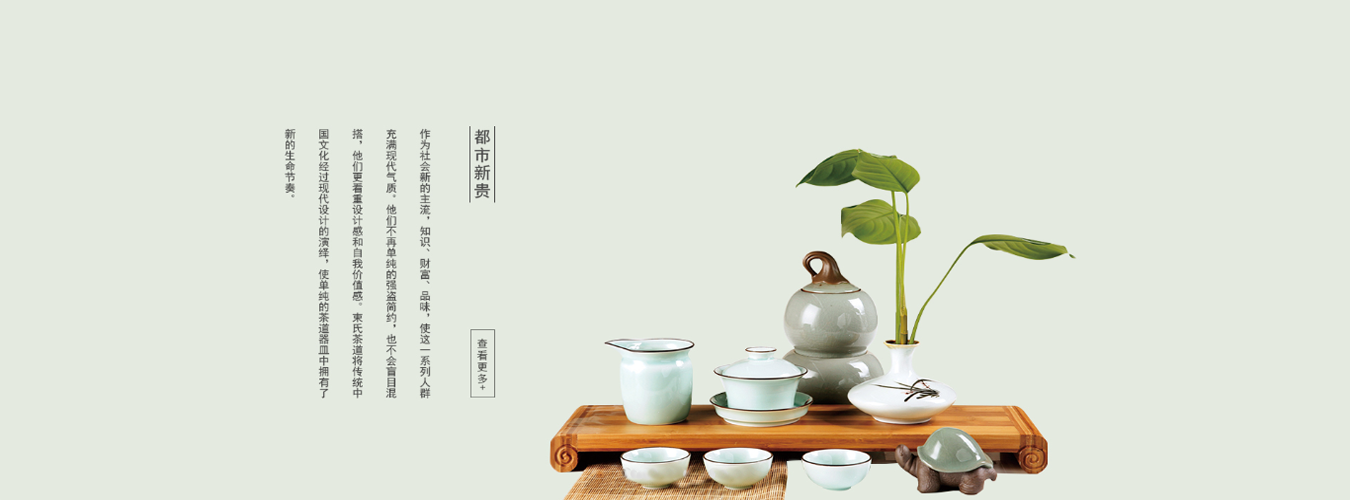 都市新贵
作为社会新的主流，知识、财富、品味，使这一系列人群
充满现代气质。他们不再单纯的强盗简约，也不会盲目混
搭，他们更看重设计感和自我价值感。東氏茶道将传统中
国文化经过现代设计的演绎，使单纯的茶道器皿中拥有了
新的生命节奏。
查看更多+